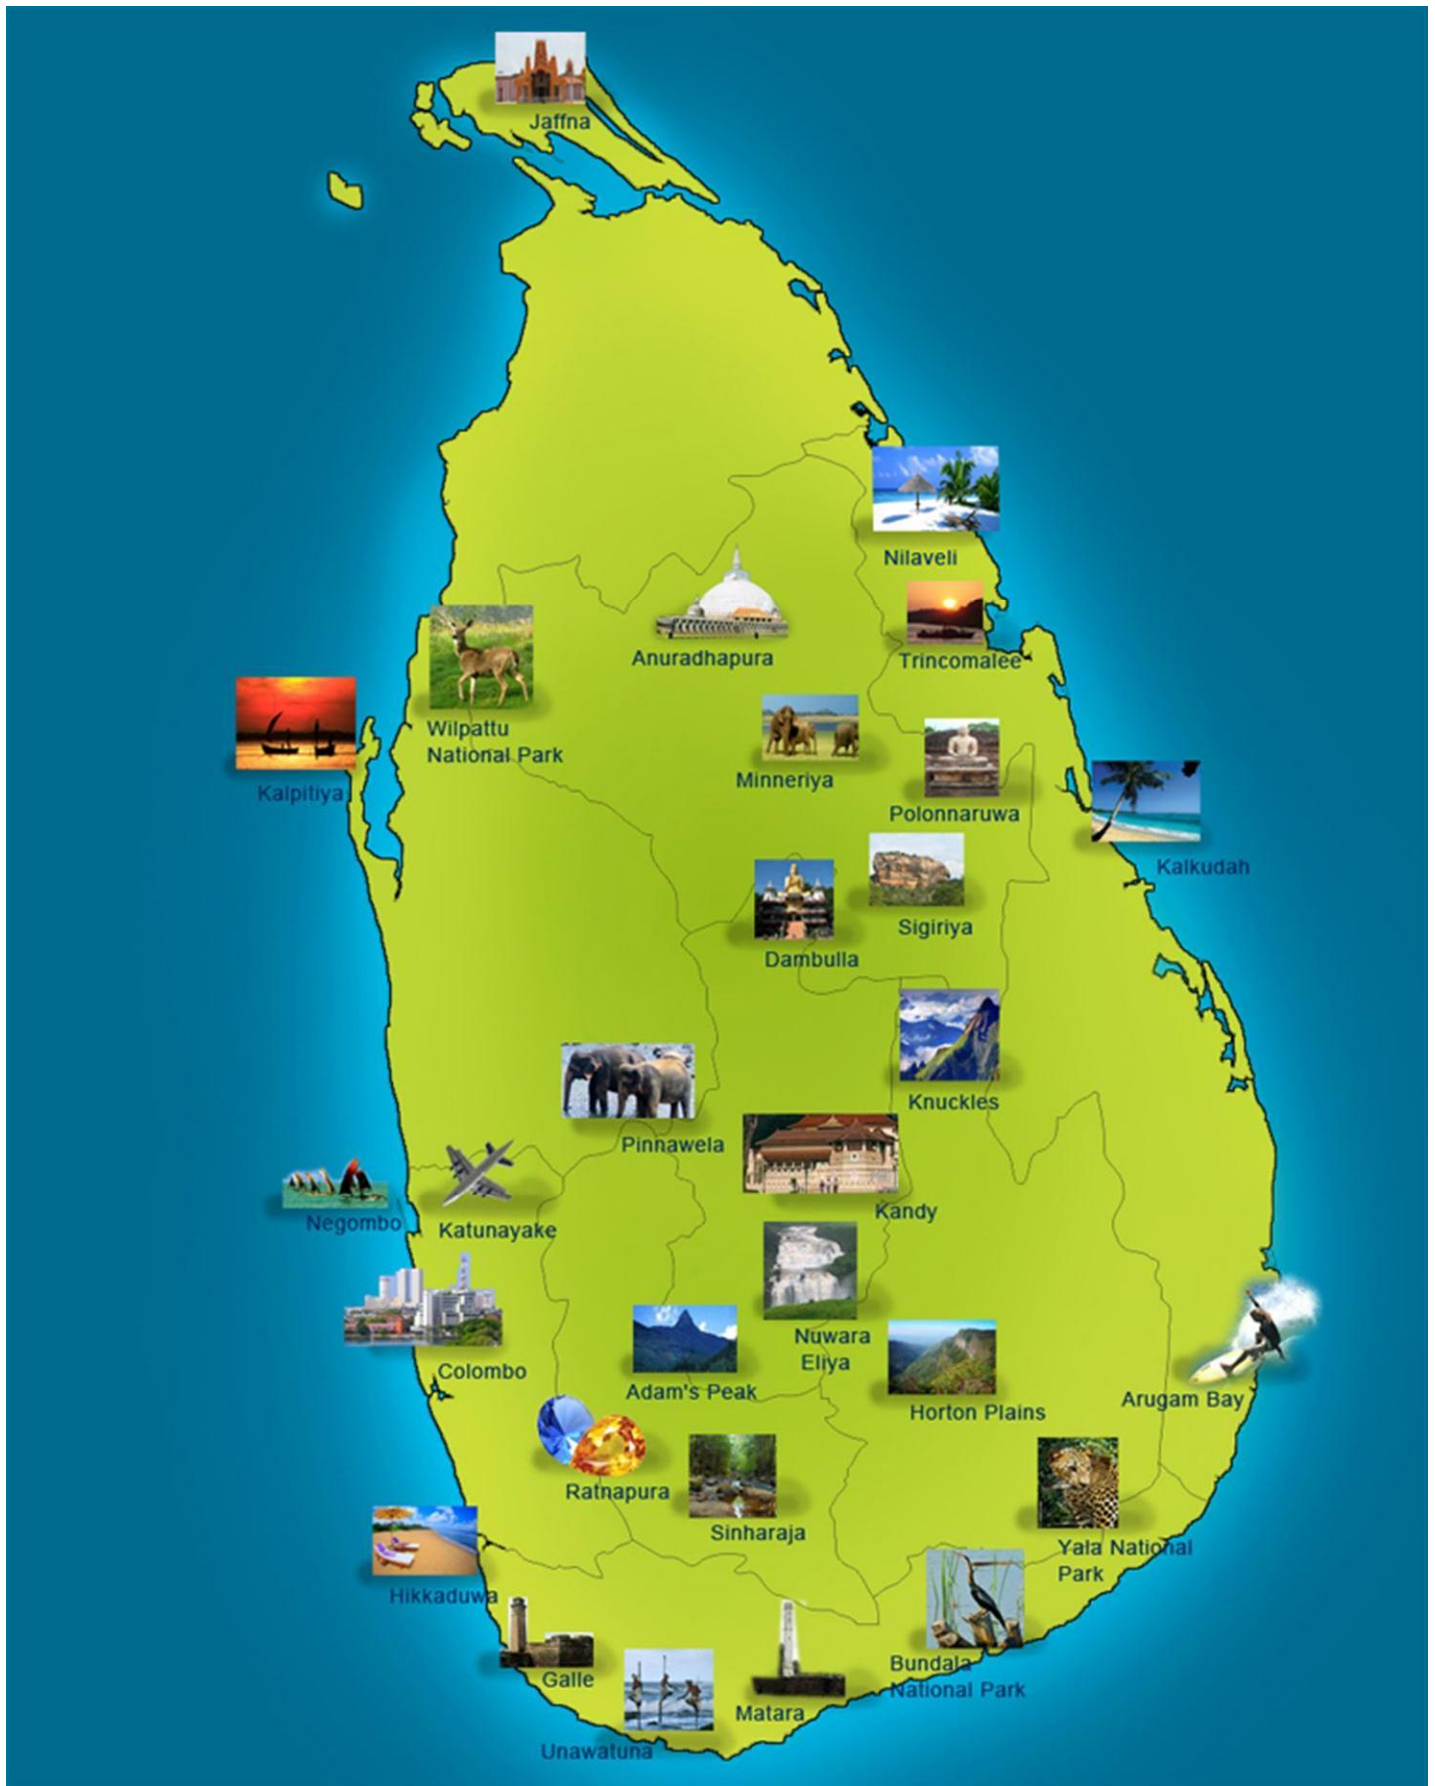 Jaffna
Nilaveli
Anuradhapura
Trincomalee
Wilpattu
National Park
Kalpitiya
Minneriya
Polonnaruwa
Kalkudah
Sigiriya
Dambulla
Knuckles
Pinnawela
Kandy
Negombo
Katunayake
Nuwara
Eliya
Colombo
Adam's Peak
Horton Plains
Arugam Bay
Ratnapura
Sinharaja
Yala National
Park
Hikkaduwa
Galle
Bundala
National Park
Matara
Unawatuna